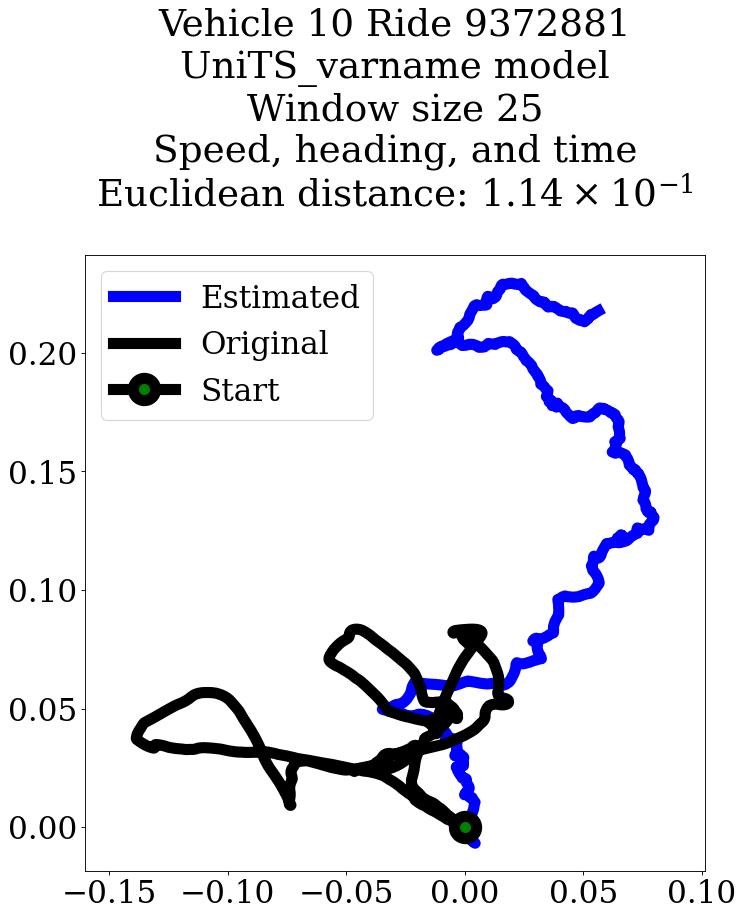 Vehicle 10 Ride 9372881
UniTS_varname model
Window size 25
Speed, heading, and time
Euclidean distance: 1.14 × 10⁻¹
Estimated
Original
Start
0.20
0.15
0.10
0.05
0.00
−0.15 −0.10 −0.05 0.00 0.05 0.10